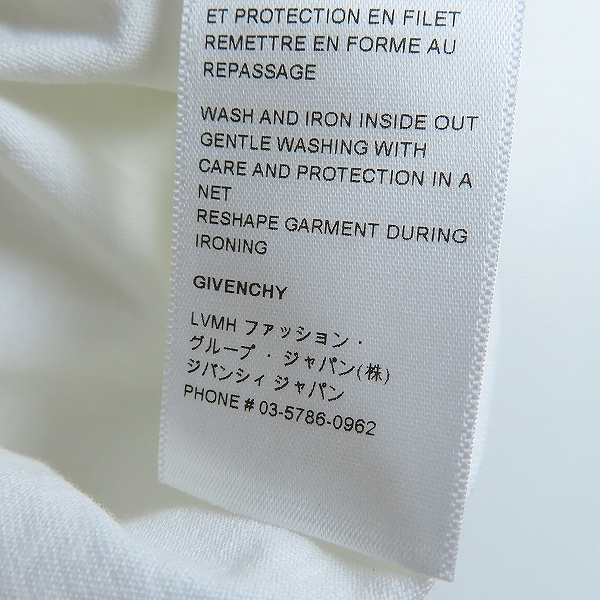 ET PROTECTION EN FILET
REMETTRE EN FORME AU
REPASSAGE
WASH AND IRON INSIDE OUT
GENTLE WASHING WITH
CARE AND PROTECTION IN A
NET
RESHAPE GARMENT DURING
IRONING
GIVENCHY
LVMH ファッション・
グループ・ジャパン(株)
ジバンシィ ジャパン
PHONE # 03-5786-0962